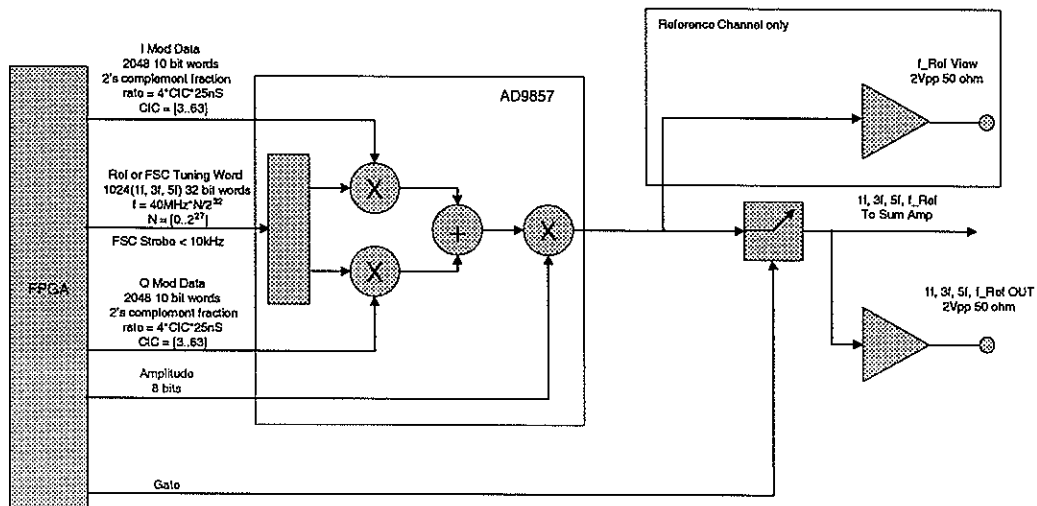 Reference Channel only
I Mod Data
2048 10 bit words
2's complement fraction
rate = 4*CIC*25nS
CIC = [3..63]
AD9857
f_Ref View
2Vpp 50 ohm
Ref or FSC Tuning Word
1024(1f, 3f, 5f) 32 bit words
f = 40MHz*N/2^32
N = [0..2^27]
FSC Strobe < 10kHz
X
+
X
X
1f, 3f, 5f, f_Ref
To Sum Amp
FPGA
Q Mod Data
2048 10 bit words
2's complement fraction
rate = 4*CIC*25nS
CIC = [3..63]
1f, 3f, 5f, f_Ref OUT
2Vpp 50 ohm
Amplitude
8 bits
Gate